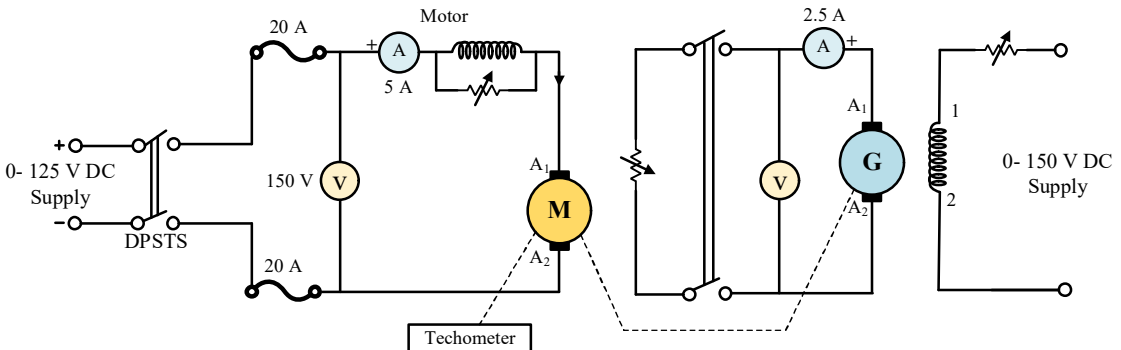 20 A
Motor
2.5 A
+
A
5 A
A
+
A₁
1
+
0- 125 V DC
Supply
−
DPSTS
150 V
V
A₁
M
A₂
V
G
A₂
2
0- 150 V DC
Supply
20 A
Techometer